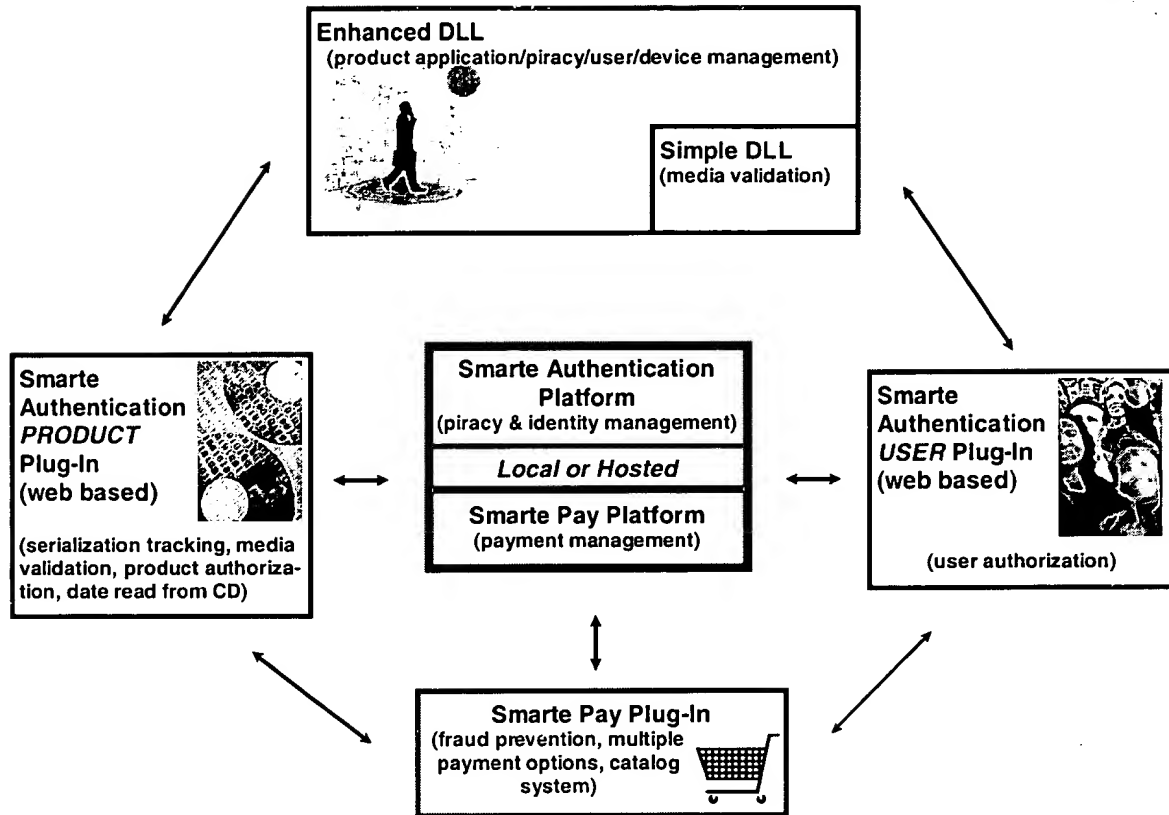 Enhanced DLL
(product application/piracy/user/device management)
Simple DLL
(media validation)
Smarte
Authentication
PRODUCT
Plug-In
(web based)
(serialization tracking, media
validation, product authoriza-
tion, date read from CD)
Smarte Authentication
Platform
(piracy & identity management)
Local or Hosted
Smarte Pay Platform
(payment management)
Smarte
Authentication
USER Plug-In
(web based)
(user authorization)
Smarte Pay Plug-In
(fraud prevention, multiple
payment options, catalog
system)